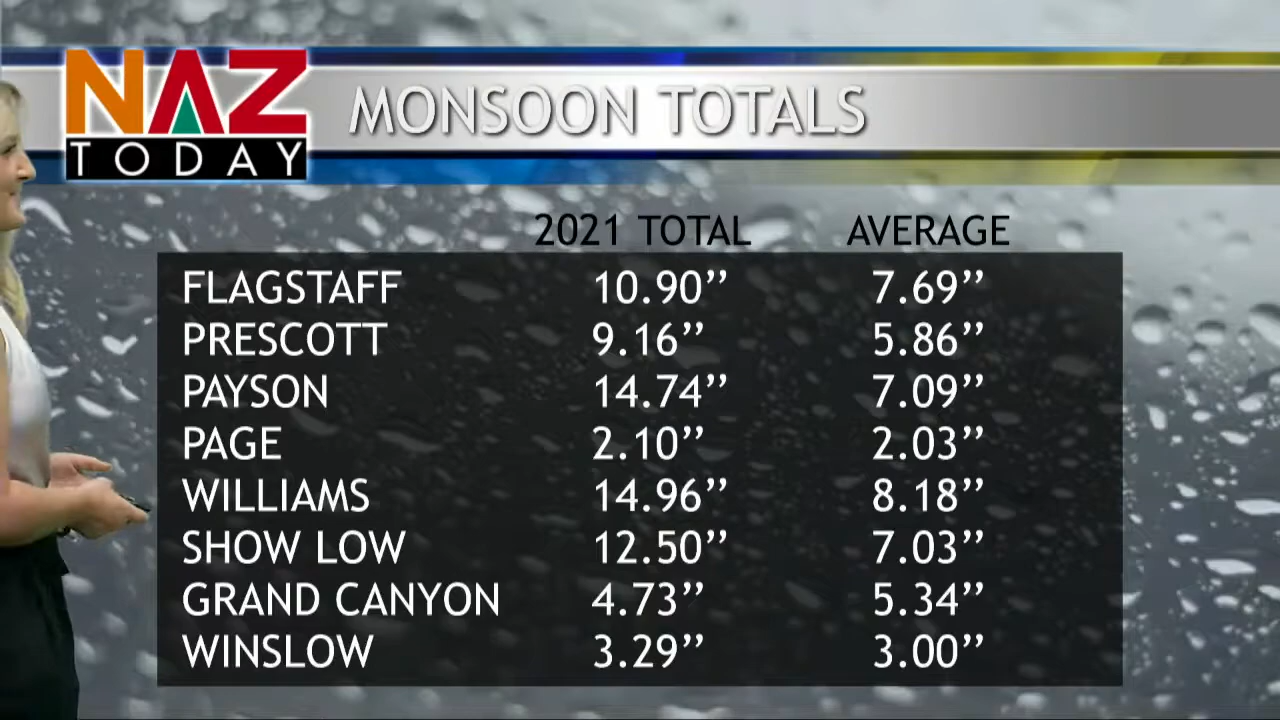 NAZ
TODAY
MONSOON TOTALS
2021 TOTAL AVERAGE
FLAGSTAFF 10.90’’ 7.69’’
PRESCOTT 9.16’’ 5.86’’
PAYSON 14.74’’ 7.09’’
PAGE 2.10’’ 2.03’’
WILLIAMS 14.96’’ 8.18’’
SHOW LOW 12.50’’ 7.03’’
GRAND CANYON 4.73’’ 5.34’’
WINSLOW 3.29’’ 3.00’’